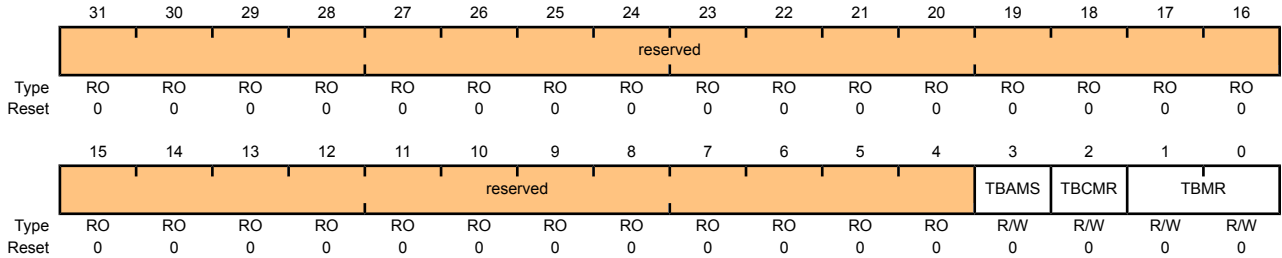 31 30 29 28 27 26 25 24 23 22 21 20 19 18 17 16
reserved
Type RO RO RO RO RO RO RO RO RO RO RO RO RO RO RO RO
Reset 0 0 0 0 0 0 0 0 0 0 0 0 0 0 0 0
15 14 13 12 11 10 9 8 7 6 5 4 3 2 1 0
reserved TBAMS TBCMR TBMR
Type RO RO RO RO RO RO RO RO RO RO RO RO R/W R/W R/W R/W
Reset 0 0 0 0 0 0 0 0 0 0 0 0 0 0 0 0